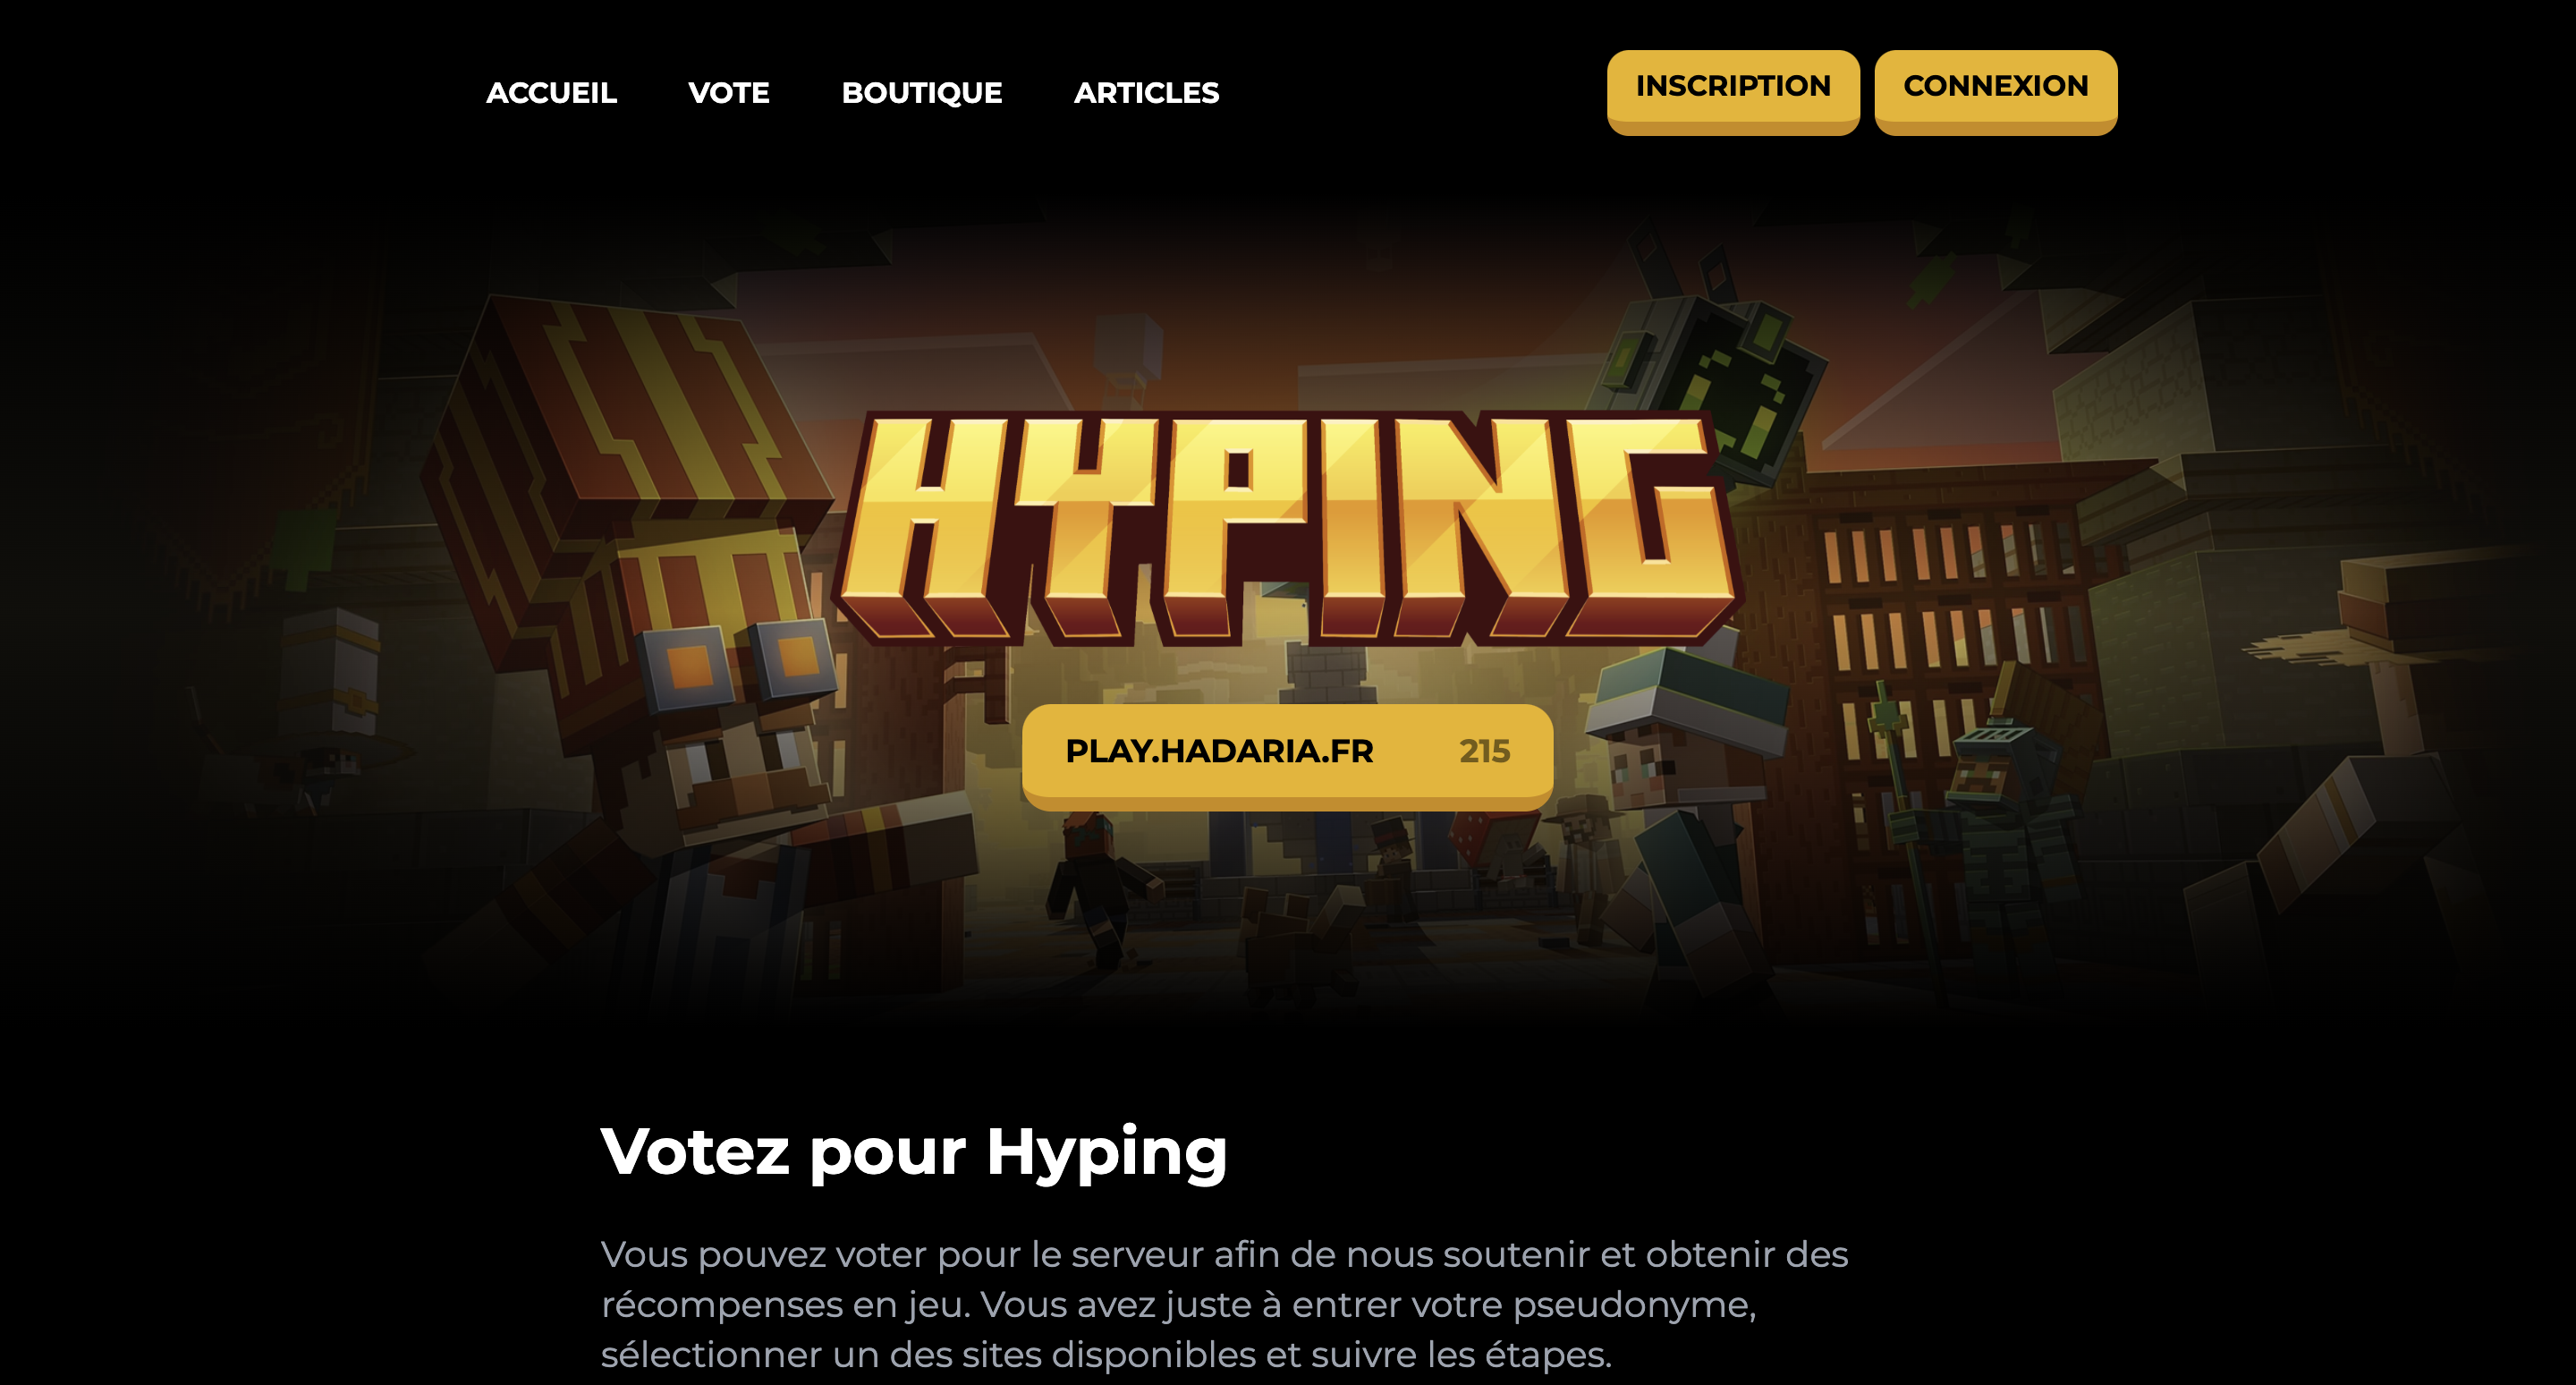 ACCUEIL VOTE BOUTIQUE ARTICLES INSCRIPTION CONNEXION
HYPING
PLAY.HADARIA.FR 215
Votez pour Hyping
Vous pouvez voter pour le serveur afin de nous soutenir et obtenir des
récompenses en jeu. Vous avez juste à entrer votre pseudonyme,
sélectionner un des sites disponibles et suivre les étapes.